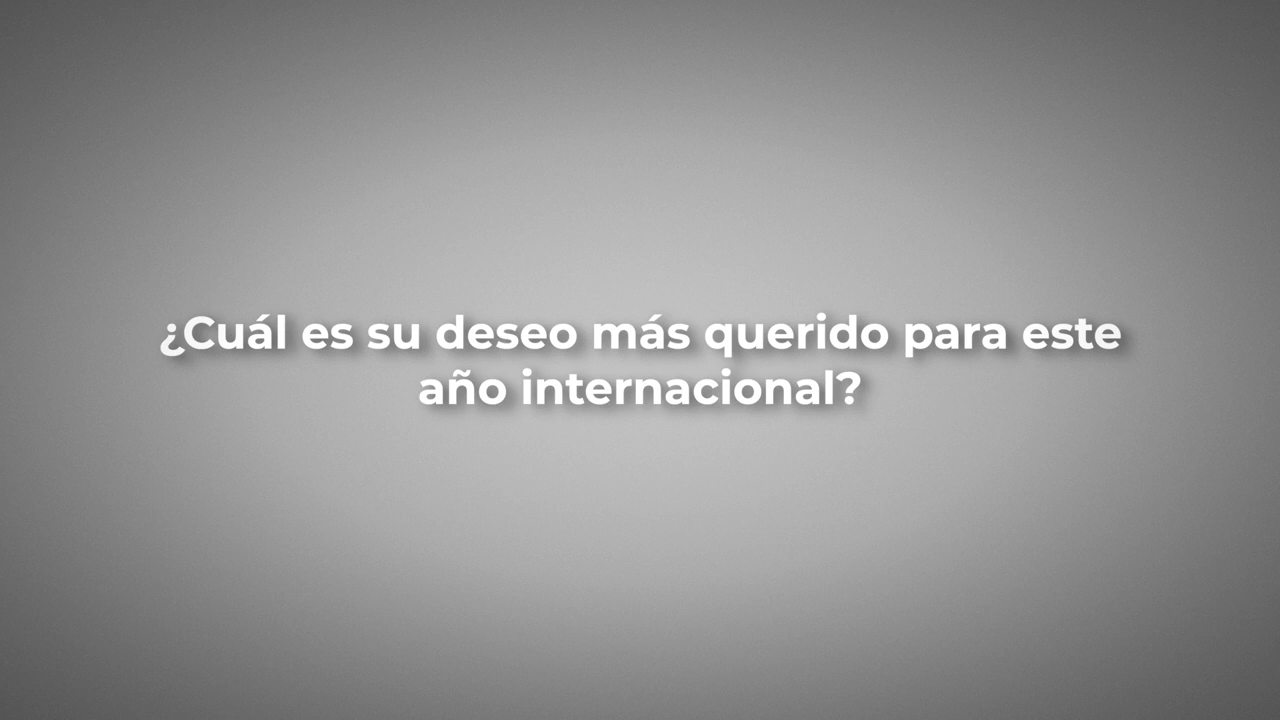 ¿Cuál es su deseo más querido para este
año internacional?